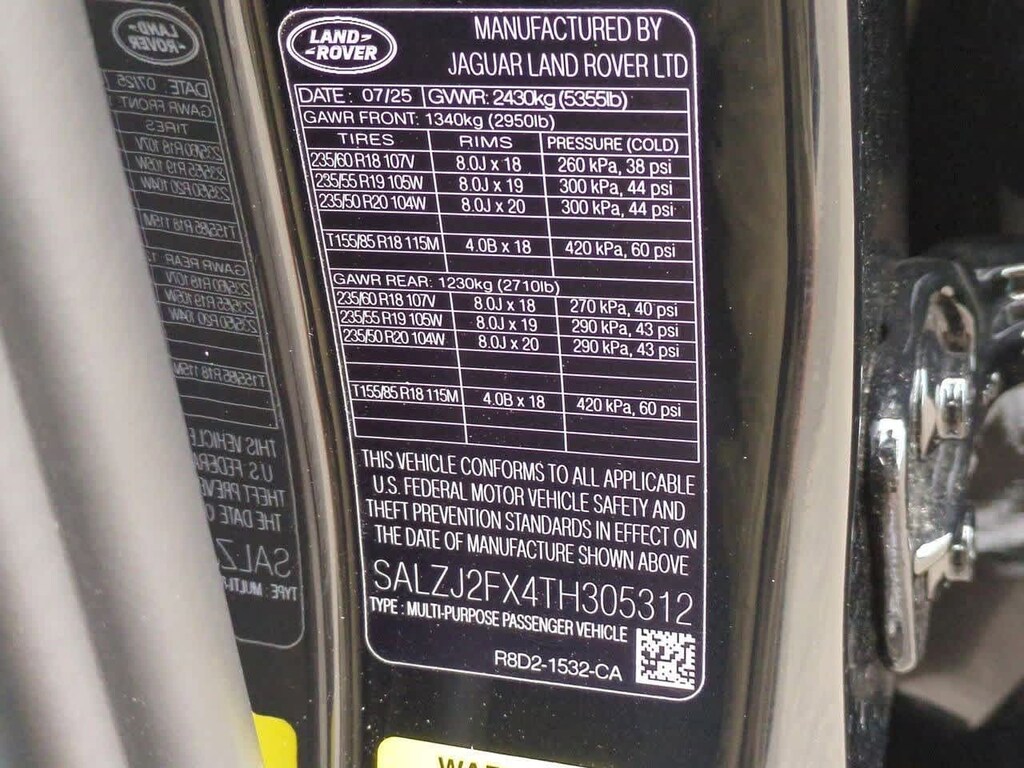 LAND-
-ROVER
MANUFACTURED BY
JAGUAR LAND ROVER LTD
DATE : 07/25 GVWR: 2430kg (5355lb)
GAWR FRONT: 1340kg (2950lb)
TIRES RIMS PRESSURE (COLD)
235/60 R18 107V 8.0J x 18 260 kPa, 38 psi
235/55 R19 105W 8.0J x 19 300 kPa, 44 psi
235/50 R20 104W 8.0J x 20 300 kPa, 44 psi
T155/85 R18 115M 4.0B x 18 420 kPa, 60 psi
GAWR REAR: 1230kg (2710lb)
235/60 R18 107V 8.0J x 18 270 kPa, 40 psi
235/55 R19 105W 8.0J x 19 290 kPa, 43 psi
235/50 R20 104W 8.0J x 20 290 kPa, 43 psi
T155/85 R18 115M 4.0B x 18 420 kPa, 60 psi
THIS VEHICLE CONFORMS TO ALL APPLICABLE
U.S. FEDERAL MOTOR VEHICLE SAFETY AND
THEFT PREVENTION STANDARDS IN EFFECT ON
THE DATE OF MANUFACTURE SHOWN ABOVE
SALZJ2FX4TH305312
TYPE : MULTI-PURPOSE PASSENGER VEHICLE
R8D2-1532-CA